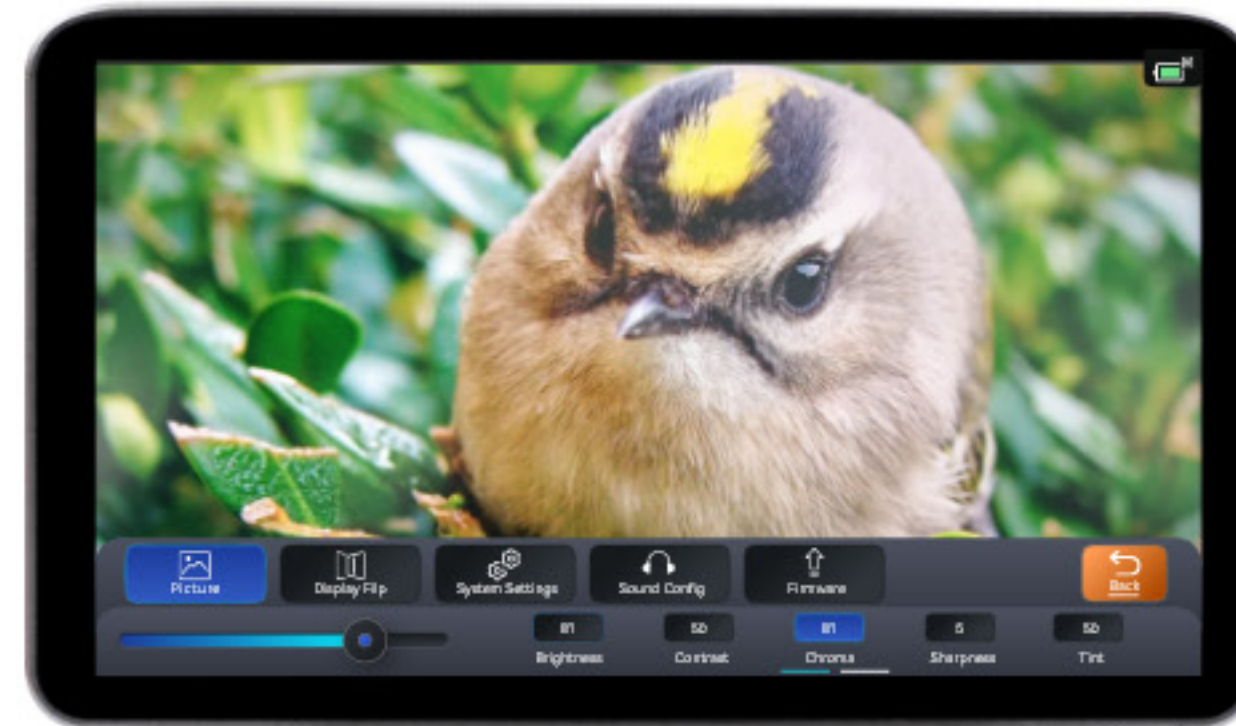 M
Picture
Display Flip
System Settings
Sound Config
Firmware
Back
81 50 81 5 50
Brightness Contrast Chroma Sharpness Tint